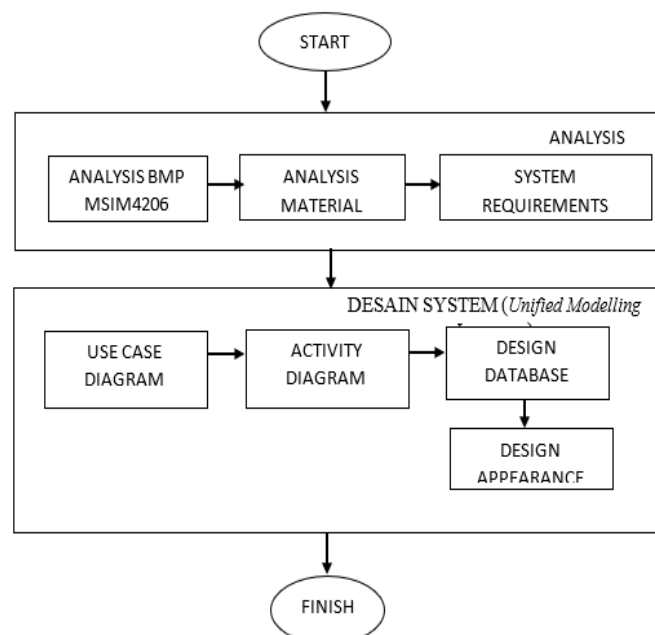 START
ANALYSIS
ANALYSIS BMP
MSIM4206
ANALYSIS
MATERIAL
SYSTEM
REQUIREMENTS
DESAIN SYSTEM (Unified Modelling
USE CASE
DIAGRAM
ACTIVITY
DIAGRAM
DESIGN
DATABASE
DESIGN
APPEARANCE
FINISH